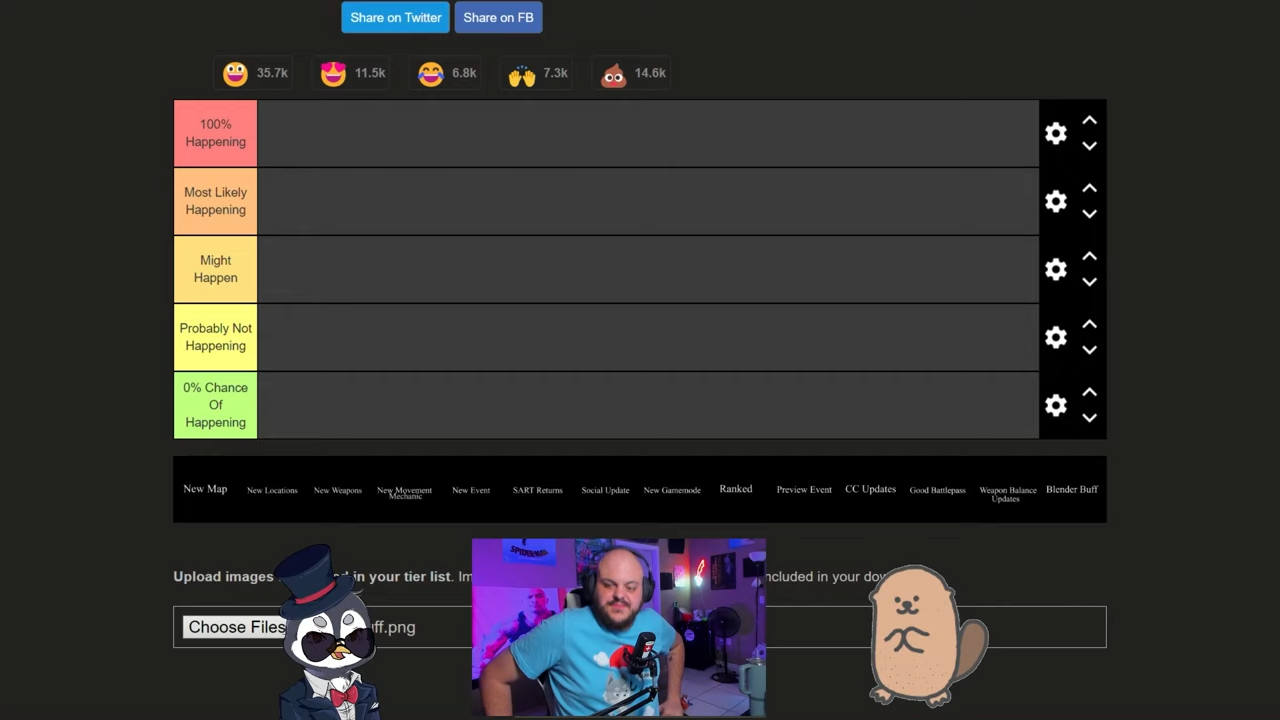 Share on Twitter
Share on FB
35.7k
11.5k
6.8k
7.3k
14.6k
100%
Happening
Most Likely
Happening
Might
Happen
Probably Not
Happening
0% Chance
Of
Happening
New Map
New Locations
New Weapons
New Movement
Mechanic
New Event
SART Returns
Social Update
New Gamemode
Ranked
Preview Event
CC Updates
Good Battlepass
Weapon Balance
Updates
Blender Buff
Upload images
d in your tier list. Im
ncluded in your dow
Choose Files
ff.png